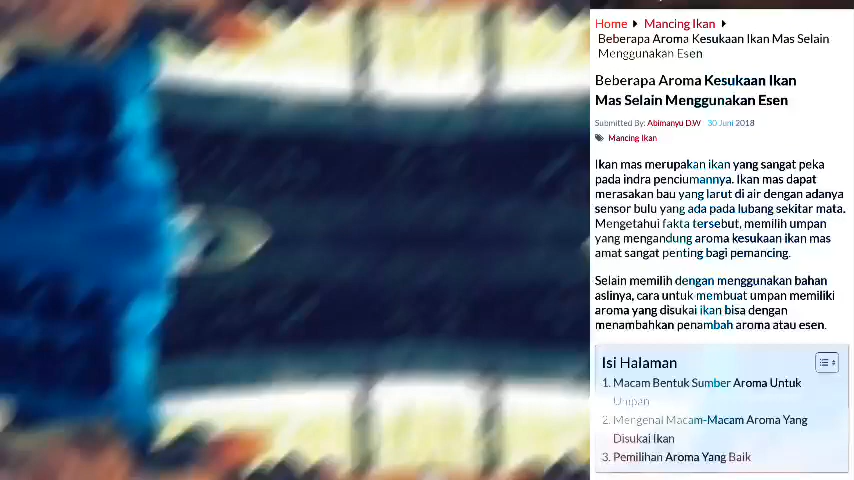 Home Mancing Ikan
Beberapa Aroma Kesukaan Ikan Mas Selain
Menggunakan Esen
Beberapa Aroma Kesukaan Ikan
Mas Selain Menggunakan Esen
Submitted By: Abimanyu D.W 30 Juni 2018
Mancing Ikan
Ikan mas merupakan ikan yang sangat peka
pada indra penciumannya. Ikan mas dapat
merasakan bau yang larut di air dengan adanya
sensor bulu yang ada pada lubang sekitar mata.
Mengetahui fakta tersebut, memilih umpan
yang mengandung aroma kesukaan ikan mas
amat sangat penting bagi pemancing.
Selain memilih dengan menggunakan bahan
aslinya, cara untuk membuat umpan memiliki
aroma yang disukai ikan bisa dengan
menambahkan penambah aroma atau esen.
Isi Halaman
1. Macam Bentuk Sumber Aroma Untuk
Umpan
2. Mengenai Macam-Macam Aroma Yang
Disukai Ikan
3. Pemilihan Aroma Yang Baik